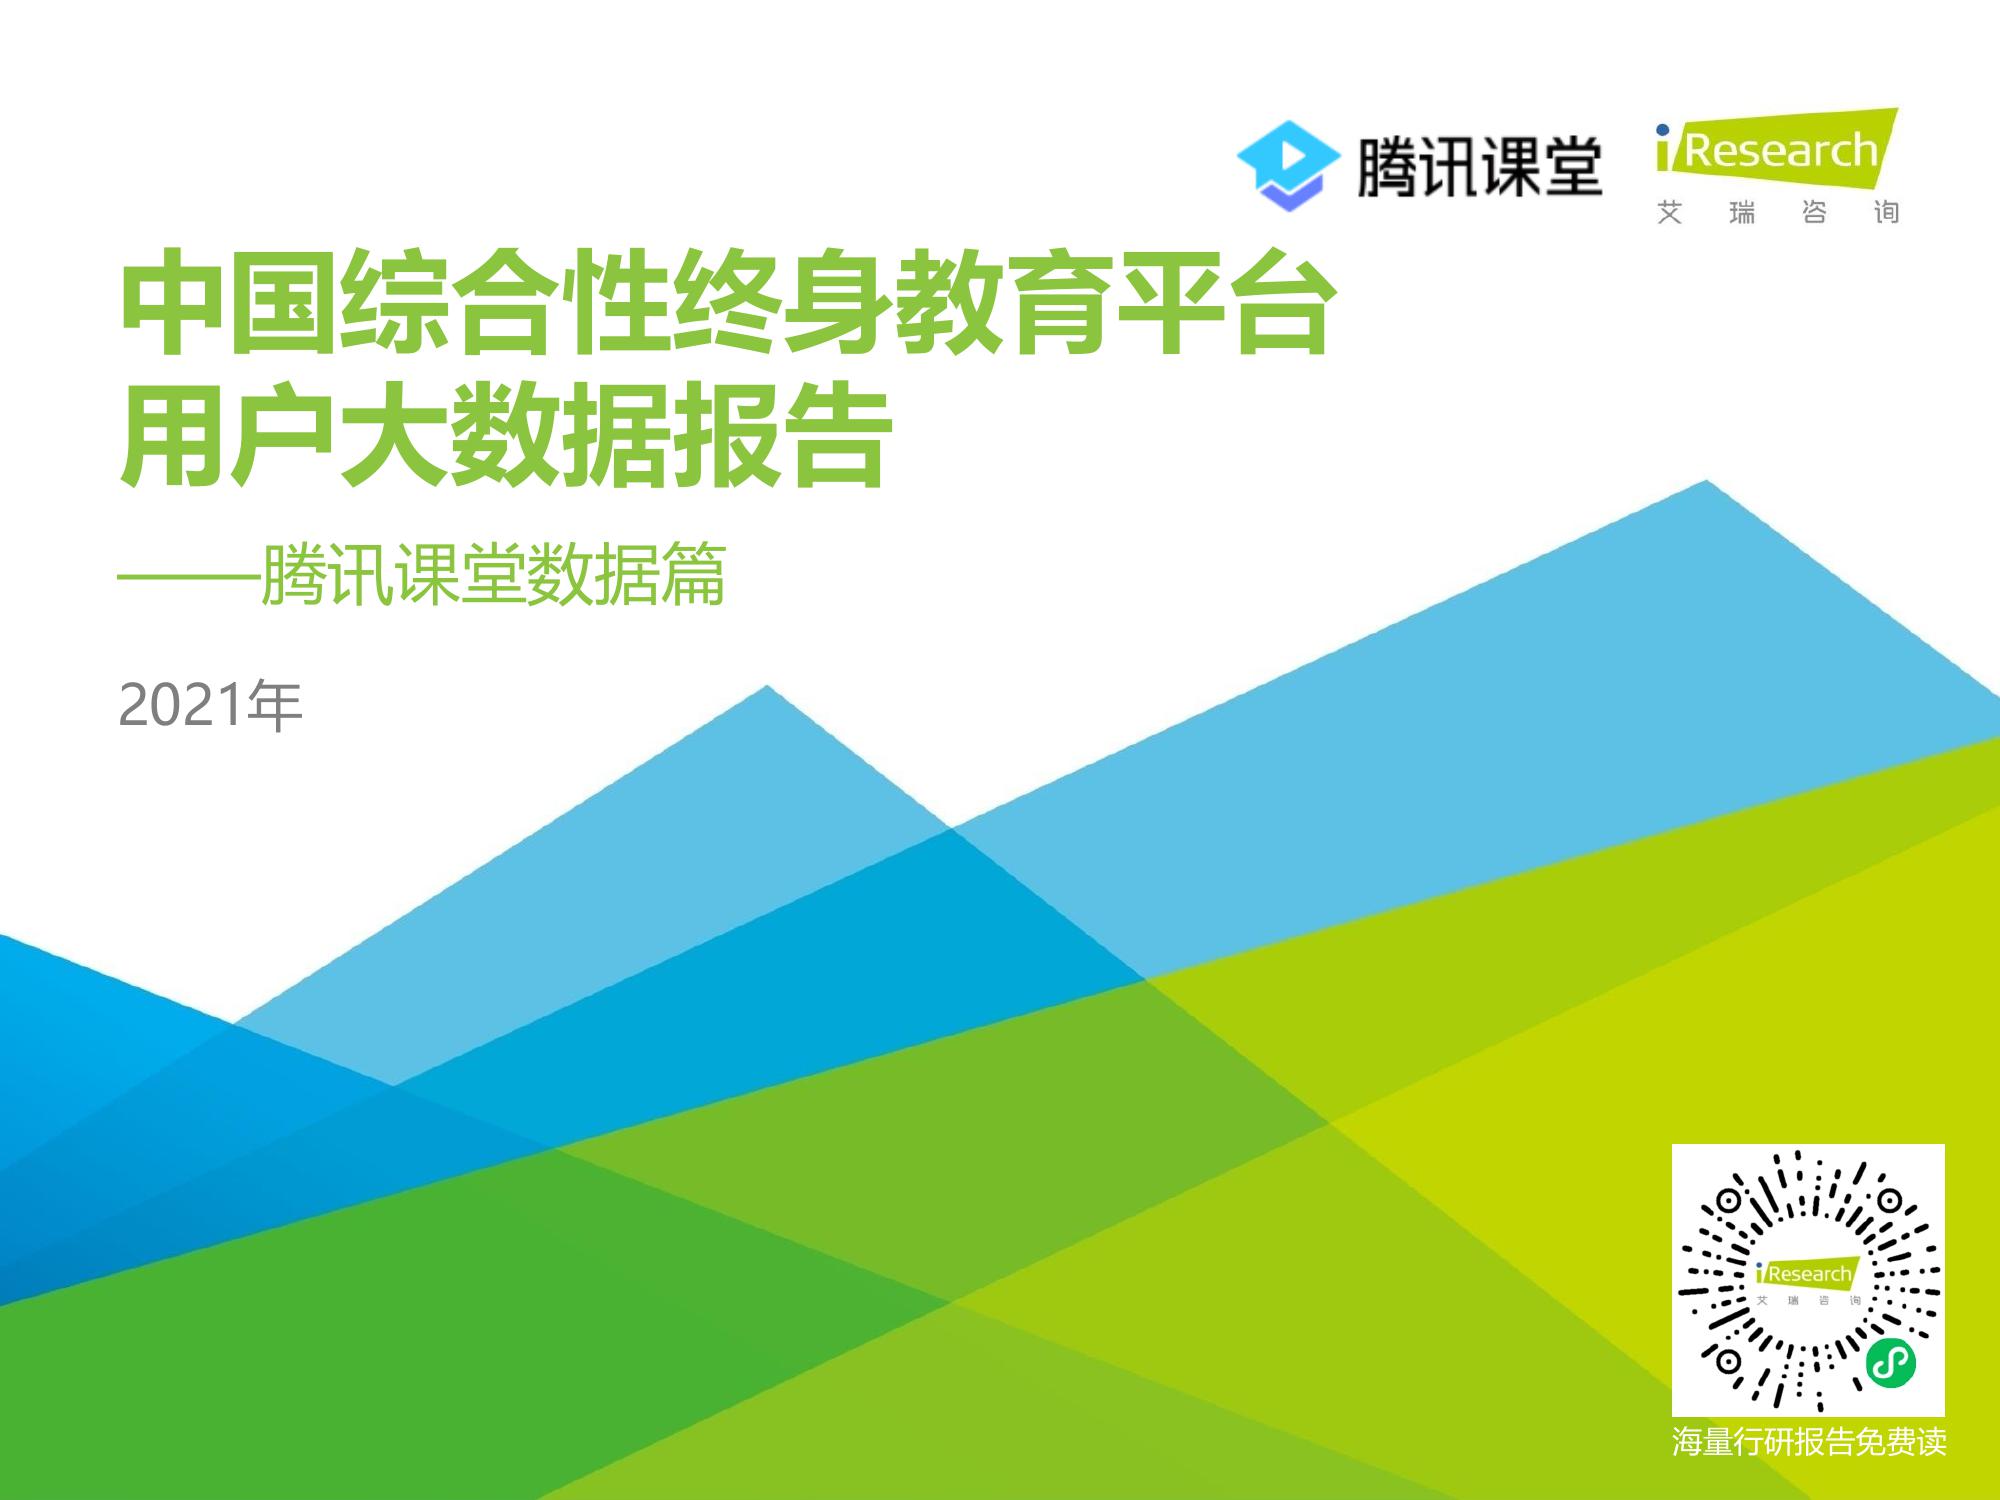 腾讯课堂
iResearch
艾瑞咨询
中国综合性终身教育平台
用户大数据报告
——腾讯课堂数据篇
2021年
iResearch
艾瑞咨询
海量行研报告免费读